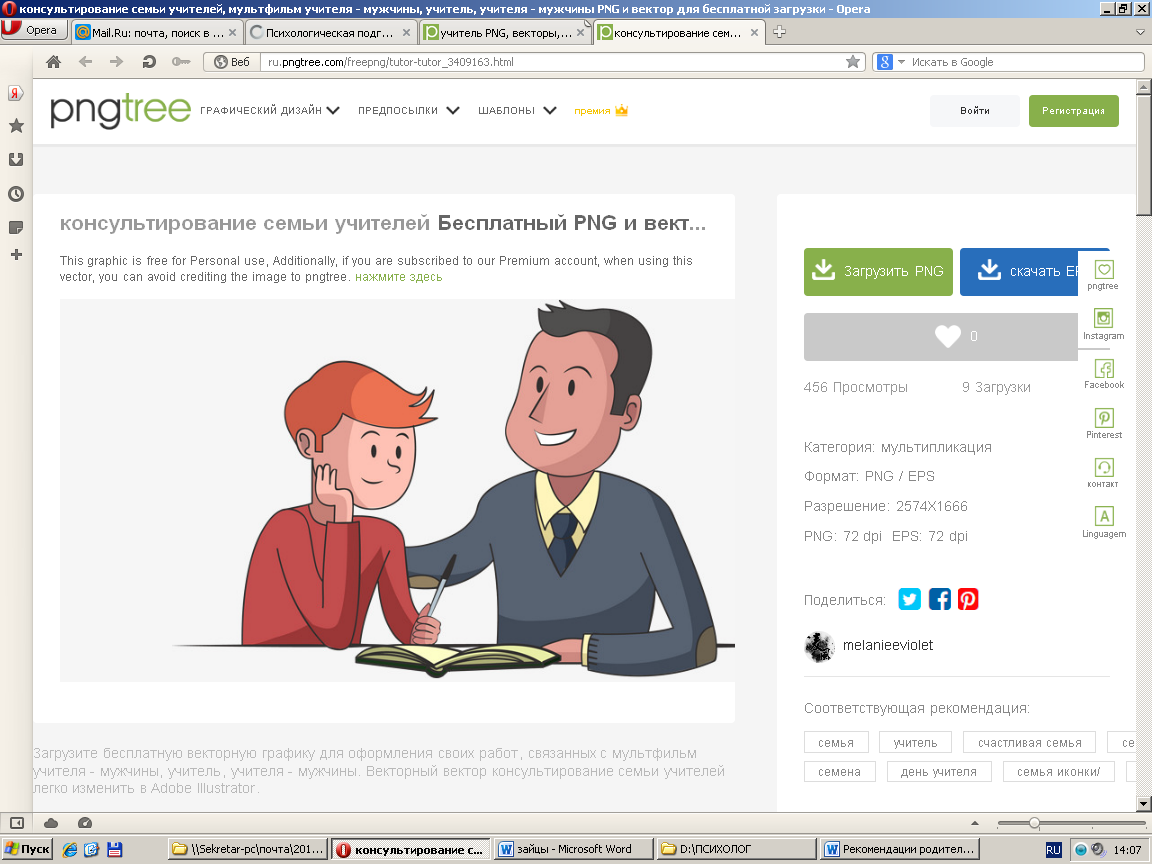 консультирование семьи учителей, мультфильм учителя - мужчины, учитель, учителя - мужчины PNG и вектор для бесплатной загрузки - Opera
Opera
Mail.Ru: почта, поиск в ...
Психологическая подг...
учитель PNG, векторы,...
консультирование сем...
Веб
ru.pngtree.com/freepng/tutor-tutor_3409163.html
Искать в Google
pngtree
ГРАФИЧЕСКИЙ ДИЗАЙН
ПРЕДПОСЫЛКИ
ШАБЛОНЫ
премия
Войти
Регистрация
консультирование семьи учителей Бесплатный PNG и вект...
This graphic is free for Personal use, Additionally, if you are subscribed to our Premium account, when using this
vector, you can avoid crediting the image to pngtree. нажмите здесь
Загрузить PNG
скачать EP
0
456 Просмотры
9 Загрузки
Категория: мультипликация
Формат: PNG / EPS
Разрешение: 2574X1666
PNG: 72 dpi EPS: 72 dpi
Поделиться:
melanieeviolet
Соответствующая рекомендация:
семья
учитель
счастливая семья
се
семена
день учителя
семья иконки/
pngtree
Instagram
Facebook
Pinterest
контакт
Linguagem
Загрузите бесплатную векторную графику для оформления своих работ, связанных с мультфильм
учителя - мужчины, учитель, учителя - мужчины. Векторный вектор консультирование семьи учителей
легко изменить в Adobe Illustrator.
Пуск
\\Sekretar-pc\почта\201...
консультирование с...
зайцы - Microsoft Word
D:\ПСИХОЛОГ
Рекомендации родител...
RU
14:07